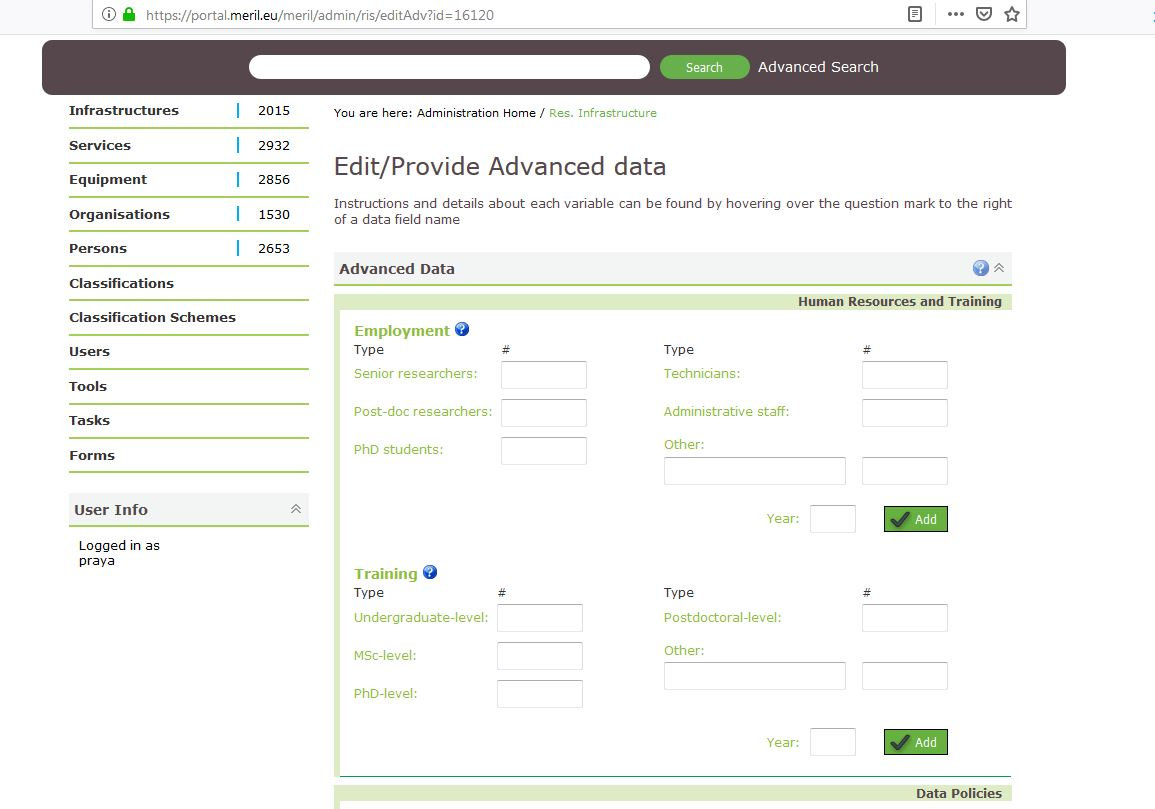 https://portal.meril.eu/meril/admin/ris/editAdv?id=16120
Search Advanced Search
Infrastructures 2015
Services 2932
Equipment 2856
Organisations 1530
Persons 2653
Classifications
Classification Schemes
Users
Tools
Tasks
Forms
User Info
Logged in as
praya
You are here: Administration Home / Res. Infrastructure
Edit/Provide Advanced data
Instructions and details about each variable can be found by hovering over the question mark to the right
of a data field name
Advanced Data ?
Human Resources and Training
Employment ?
Type # Type #
Senior researchers: Technicians:
Post-doc researchers: Administrative staff:
PhD students: Other:
Year: Add
Training ?
Type # Type #
Undergraduate-level: Postdoctoral-level:
MSc-level: Other:
PhD-level:
Year: Add
Data Policies